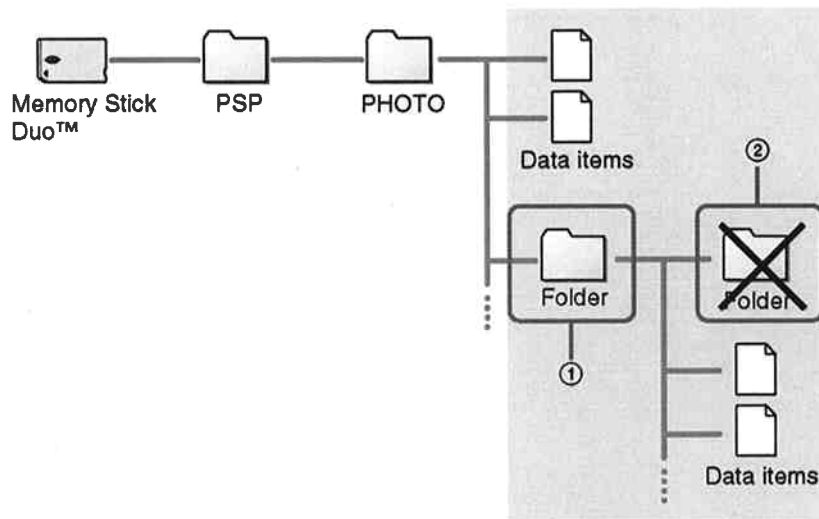 Memory Stick
Duo™
PSP
PHOTO
Data items
②
Folder
Folder
①
Data items